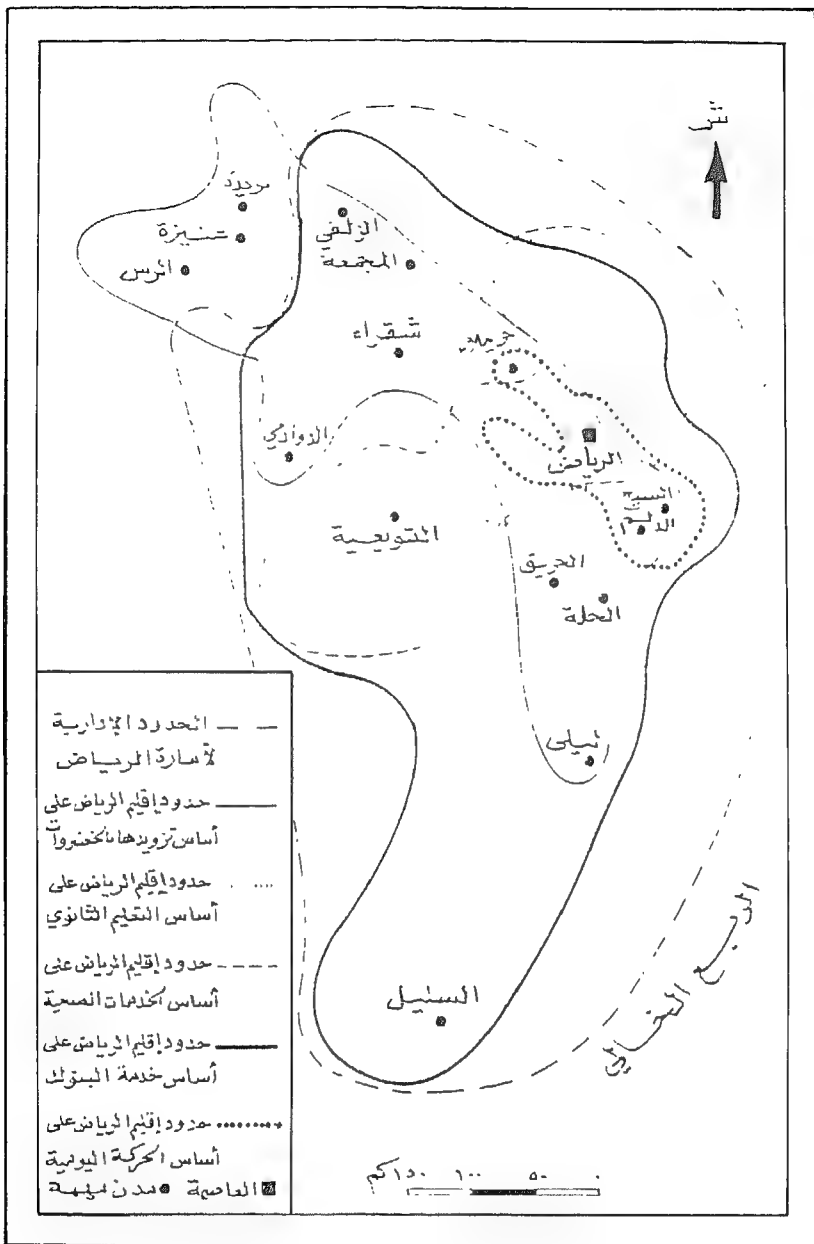 ش
بريدة
عنيزة
الرس
الزلفي
المجمعة
شقراء
حريملاء
الدوادمي
الرياض
السيح
الدلم
القويعية
الحريق
الحلة
ليلى
السليل
الربع الخالي
الحدود الإدارية
لأمارة الرياض
حدود إقليم الرياض على
أساس تزويدها بالخضروات
حدود إقليم الرياض على
أساس التعليم الثانوي
حدود إقليم الرياض على
أساس الخدمات الصحية
حدود إقليم الرياض على
أساس خدمة البنوك
حدود إقليم الرياض على
أساس الحركة اليومية
العاصمة مدن مهمة
٠ ٥٠ ١٠٠ ١٥٠ كم